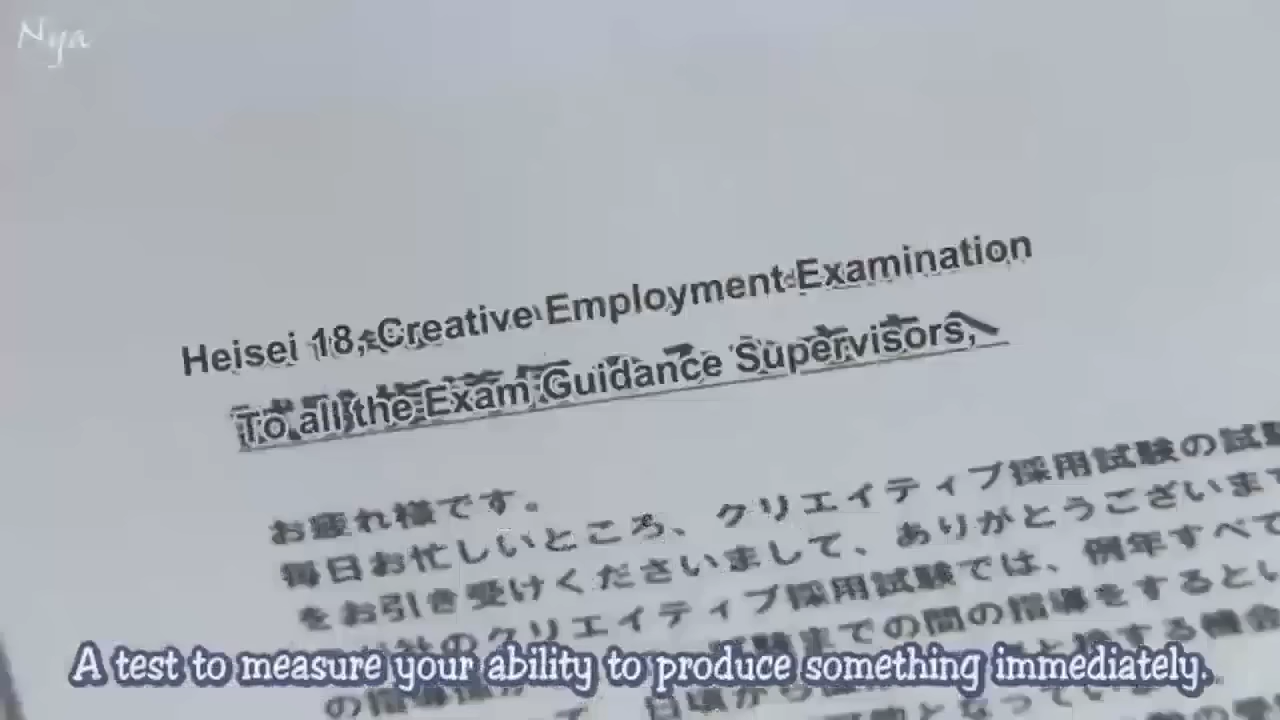 Nya
Heisei 18, Creative Employment Examination
To all the Exam Guidance Supervisors,
お疲れ様です。
毎日お忙しいところ、クリエイティブ採用試験の試験
をお引き受けくださいまして、ありがとうございます
社のクリエイティブ採用試験では、例年すべて
までの間の指導をするとい
A test to measure your ability to produce something immediately.